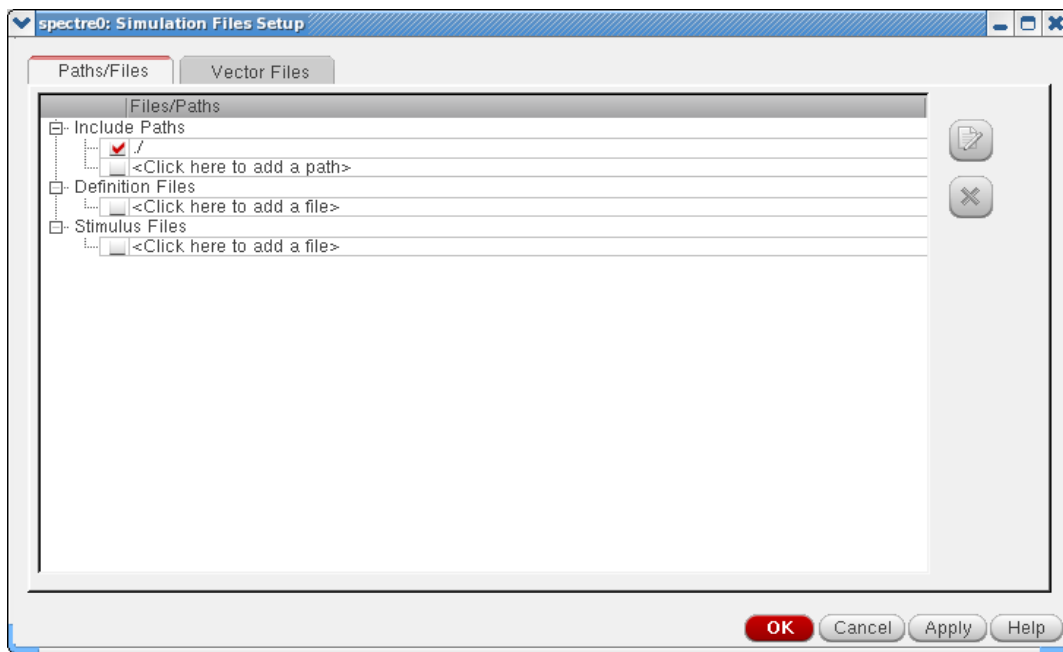 spectre0: Simulation Files Setup
Paths/Files Vector Files
Files/Paths
Include Paths
./
<Click here to add a path>
Definition Files
<Click here to add a file>
Stimulus Files
<Click here to add a file>
OK Cancel Apply Help